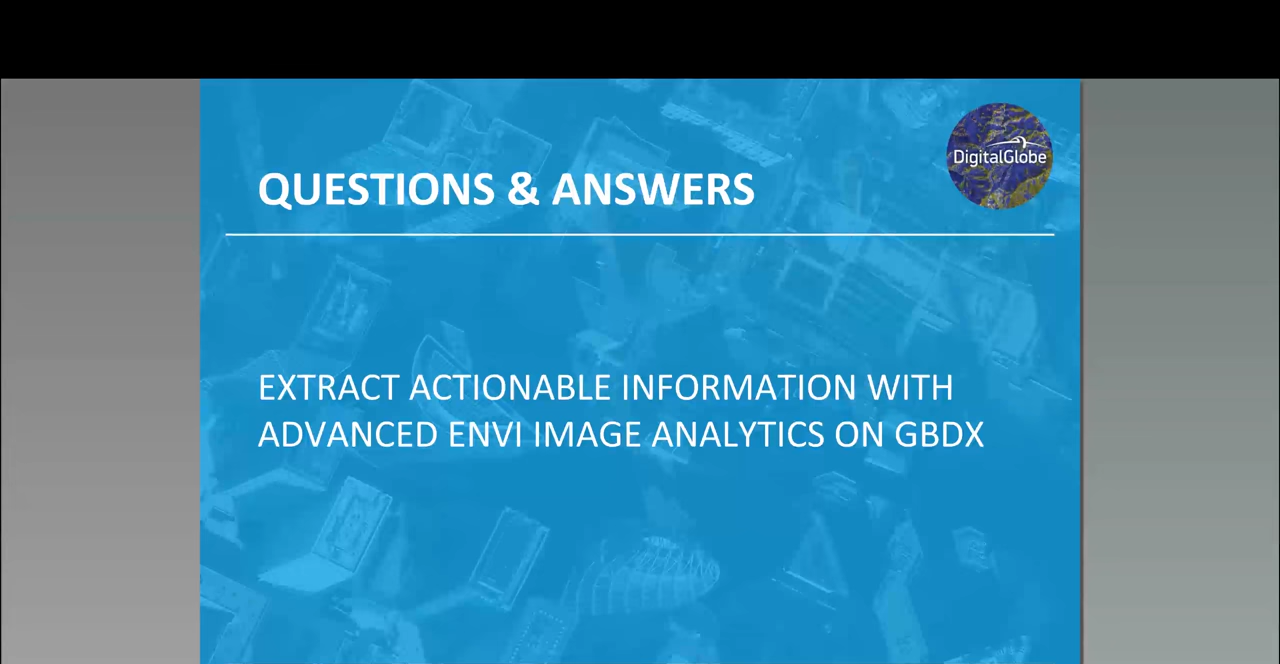 DigitalGlobe
QUESTIONS & ANSWERS
EXTRACT ACTIONABLE INFORMATION WITH
ADVANCED ENVI IMAGE ANALYTICS ON GBDX